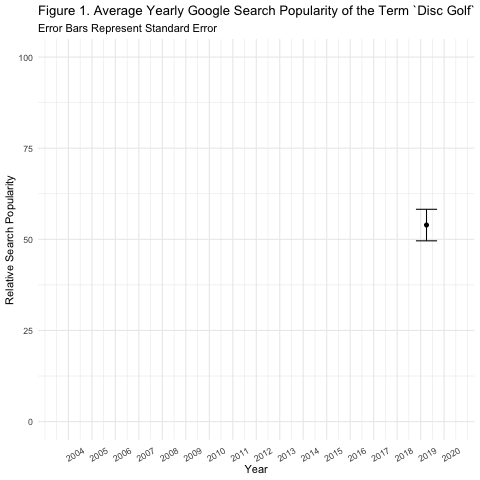 Figure 1. Average Yearly Google Search Popularity of the Term `Disc Golf`
Error Bars Represent Standard Error
100
75
50
25
0
Relative Search Popularity
2004 2005 2006 2007 2008 2009 2010 2011 2012 2013 2014 2015 2016 2017 2018 2019 2020
Year